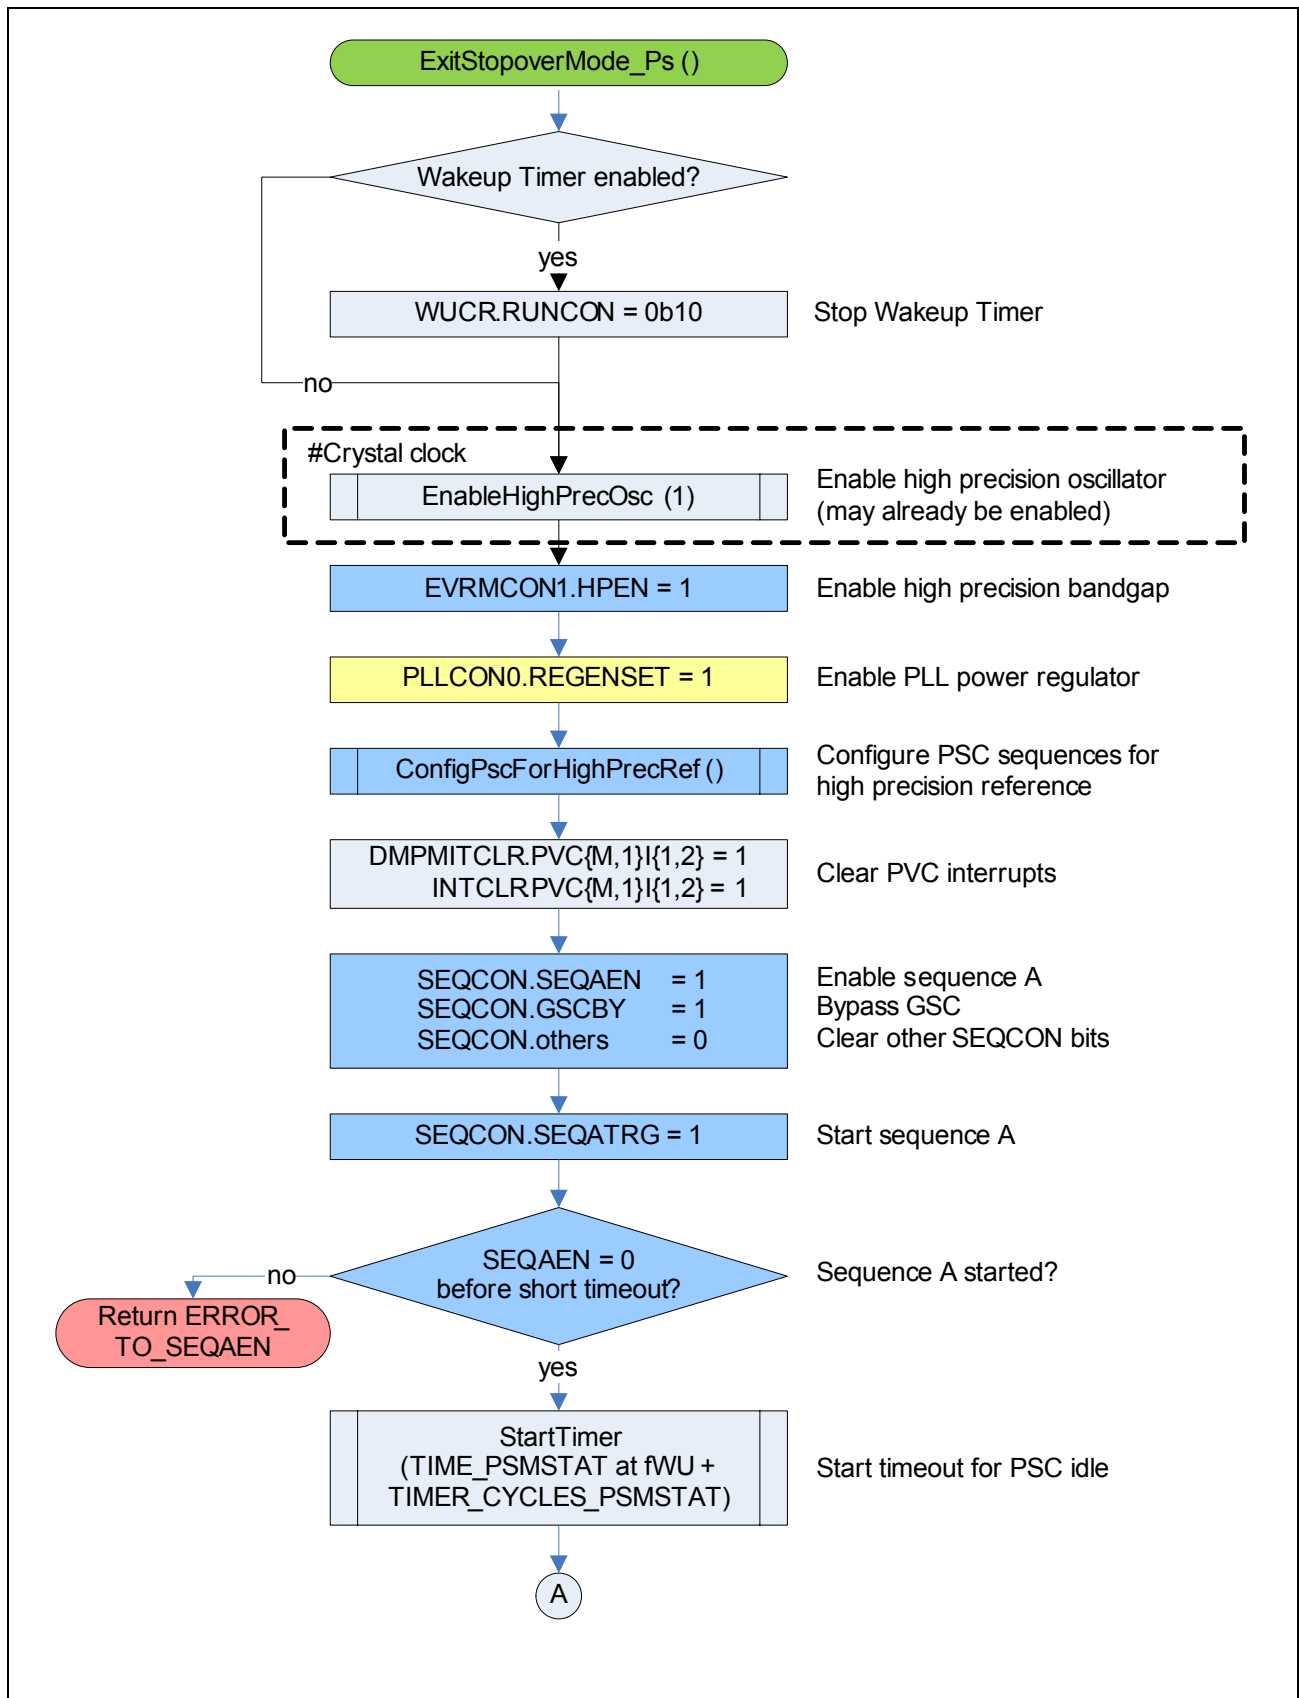 ExitStopoverMode_Ps ()
Wakeup Timer enabled?
yes
WUCR.RUNCON = 0b10
Stop Wakeup Timer
no
#Crystal clock
EnableHighPrecOsc (1)
Enable high precision oscillator
(may already be enabled)
EVRMCON1.HPEN = 1
Enable high precision bandgap
PLLCON0.REGENSET = 1
Enable PLL power regulator
ConfigPscForHighPrecRef ()
Configure PSC sequences for
high precision reference
DMPMITCLR.PVC{M,1}I{1,2} = 1
INTCLR.PVC{M,1}I{1,2} = 1
Clear PVC interrupts
SEQCON.SEQAEN = 1
SEQCON.GSCBY = 1
SEQCON.others = 0
Enable sequence A
Bypass GSC
Clear other SEQCON bits
SEQCON.SEQATRG = 1
Start sequence A
SEQAEN = 0
before short timeout?
Sequence A started?
no
Return ERROR_
TO_SEQAEN
yes
StartTimer
(TIME_PSMSTAT at fWU +
TIMER_CYCLES_PSMSTAT)
Start timeout for PSC idle
A